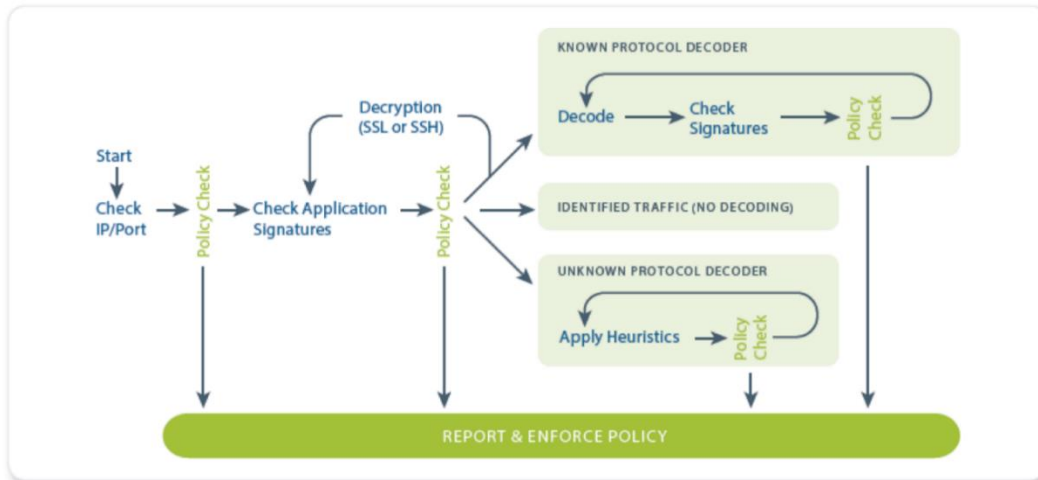 Start
Check
IP/Port
Policy Check
Check Application
Signatures
Decryption
(SSL or SSH)
Policy Check
KNOWN PROTOCOL DECODER
Decode
Check
Signatures
Policy
Check
IDENTIFIED TRAFFIC (NO DECODING)
UNKNOWN PROTOCOL DECODER
Apply Heuristics
Policy
Check
REPORT & ENFORCE POLICY